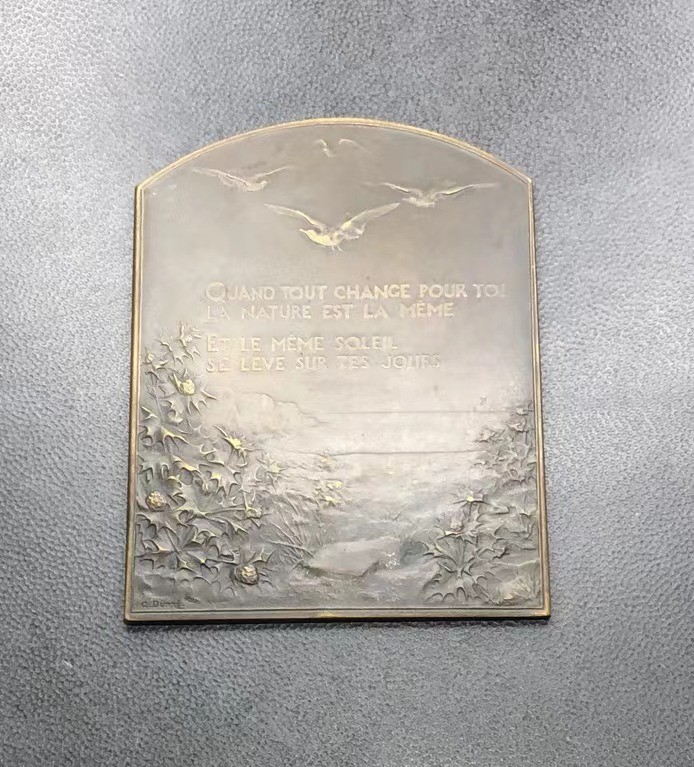 QUAND TOUT CHANGE POUR TOI
LA NATURE EST LA MÊME
ET LE MÊME SOLEIL
SE LÈVE SUR TES JOURS